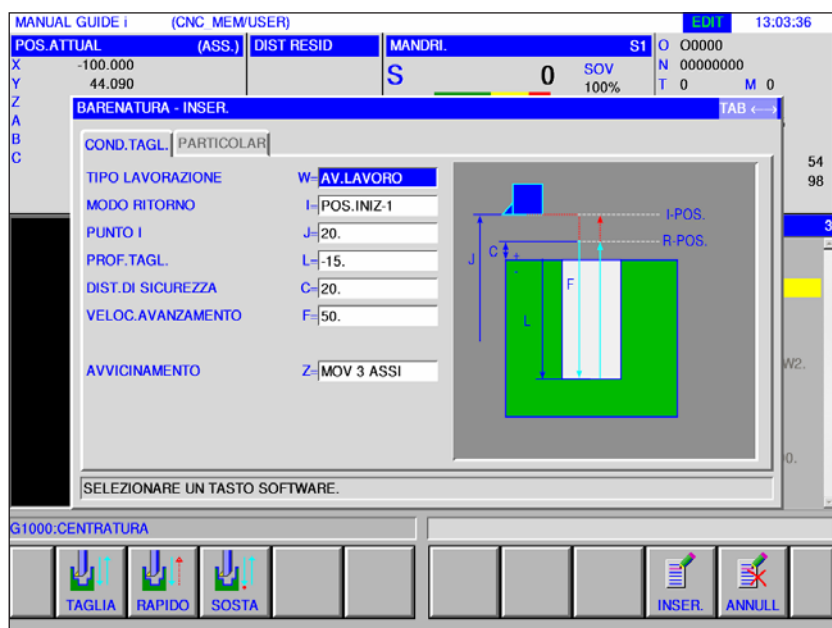 MANUAL GUIDE i (CNC_MEM/USER) EDIT 13:03:36
POS.ATTUAL (ASS.) DIST RESID MANDRI. S1 O O0000
X -100.000 N 00000000
Y 44.090 S 0 SOV 100% T 0 M 0
Z
A
B
C
54
98
BARENATURA - INSER. TAB ←→
COND.TAGL. PARTICOLAR
TIPO LAVORAZIONE W=AV.LAVORO
MODO RITORNO I=POS.INIZ-1
PUNTO I J=20.
PROF.TAGL. L=-15.
DIST.DI SICUREZZA C=20.
VELOC.AVANZAMENTO F=50.
AVVICINAMENTO Z=MOV 3 ASSI
I-POS.
R-POS.
J C + -
F
L
3
W2.
0.
SELEZIONARE UN TASTO SOFTWARE.
G1000:CENTRATURA
TAGLIA RAPIDO SOSTA INSER. ANNULL